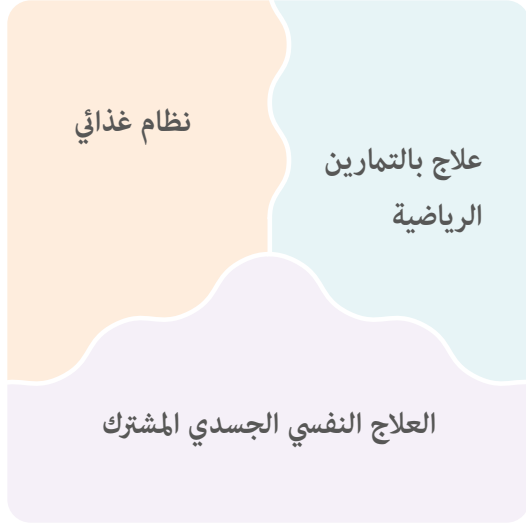 نظام غذائي
علاج بالتمارين
الرياضية
العلاج النفسي الجسدي المشترك